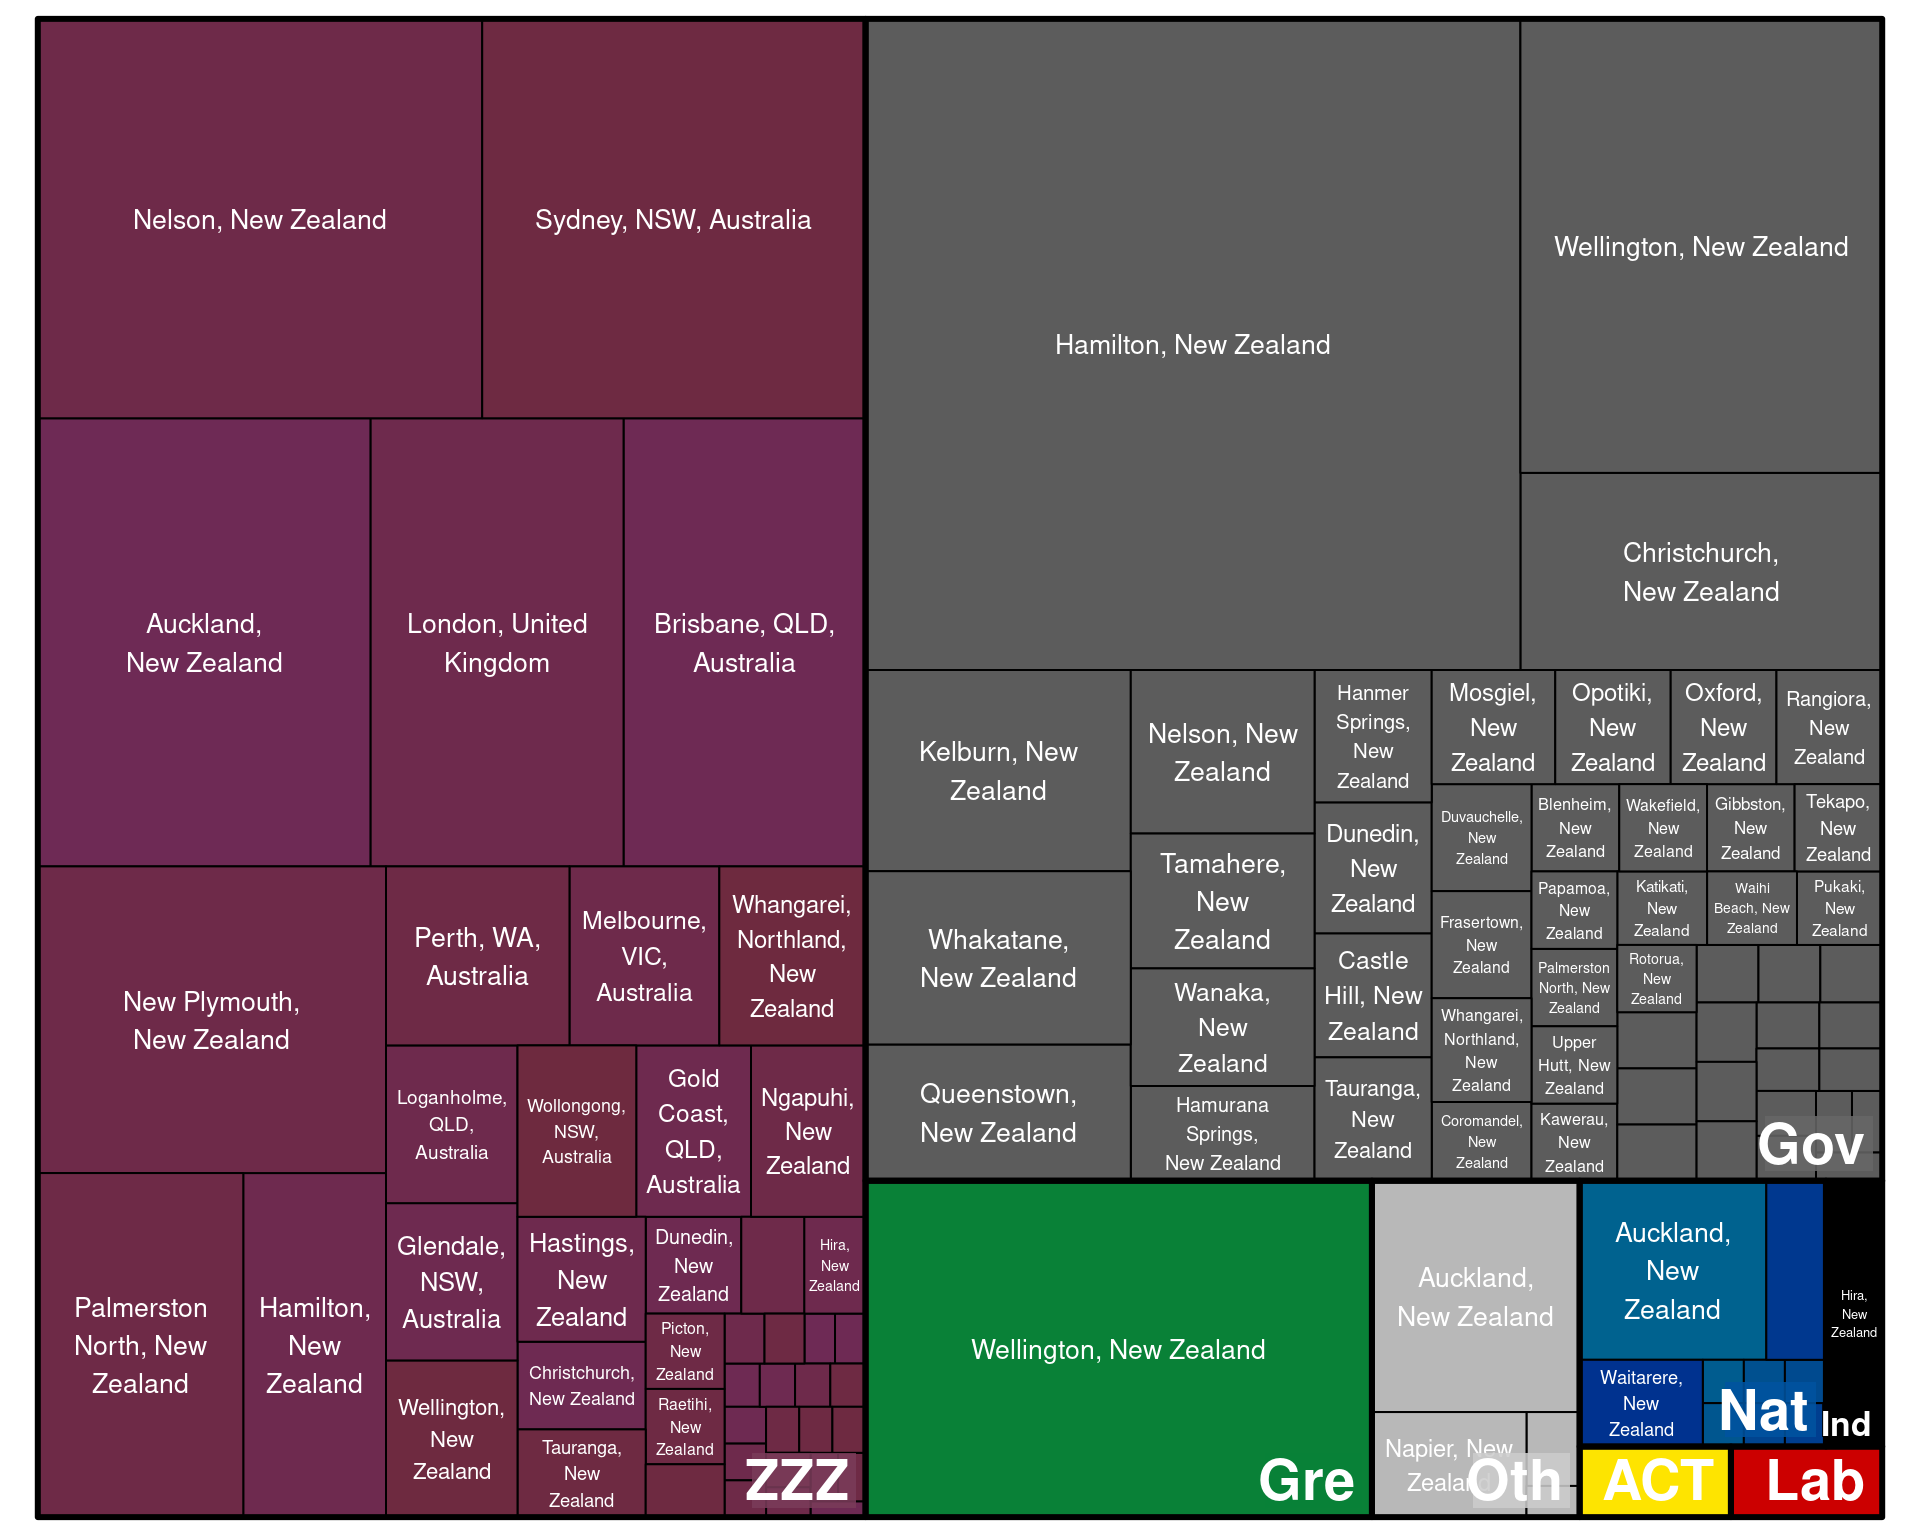 Nelson, New Zealand
Sydney, NSW, Australia
Auckland,
New Zealand
London, United
Kingdom
Brisbane, QLD,
Australia
New Plymouth,
New Zealand
Perth, WA,
Australia
Melbourne,
VIC,
Australia
Whangarei,
Northland,
New
Zealand
Loganholme,
QLD,
Australia
Wollongong,
NSW,
Australia
Gold
Coast,
QLD,
Australia
Ngapuhi,
New
Zealand
Palmerston
North, New
Zealand
Hamilton,
New
Zealand
Glendale,
NSW,
Australia
Wellington,
New
Zealand
Hastings,
New
Zealand
Christchurch,
New Zealand
Tauranga,
New
Zealand
Dunedin,
New
Zealand
Hira,
New
Zealand
Picton,
New
Zealand
Raetihi,
New
Zealand
ZZZ
Hamilton, New Zealand
Wellington, New Zealand
Christchurch,
New Zealand
Kelburn, New
Zealand
Whakatane,
New Zealand
Queenstown,
New Zealand
Nelson, New
Zealand
Tamahere,
New
Zealand
Wanaka,
New
Zealand
Hamurana
Springs,
New Zealand
Hanmer
Springs,
New
Zealand
Dunedin,
New
Zealand
Castle
Hill, New
Zealand
Tauranga,
New
Zealand
Mosgiel,
New
Zealand
Opotiki,
New
Zealand
Oxford,
New
Zealand
Rangiora,
New
Zealand
Duvauchelle,
New
Zealand
Frasertown,
New
Zealand
Whangarei,
Northland,
New
Zealand
Coromandel,
New
Zealand
Blenheim,
New
Zealand
Wakefield,
New
Zealand
Gibbston,
New
Zealand
Tekapo,
New
Zealand
Papamoa,
New
Zealand
Palmerston
North, New
Zealand
Upper
Hutt, New
Zealand
Kawerau,
New
Zealand
Katikati,
New
Zealand
Waihi
Beach, New
Zealand
Pukaki,
New
Zealand
Rotorua,
New
Zealand
Gov
Wellington, New Zealand
Gre
Auckland,
New Zealand
Napier, New
Zealand
Oth
Auckland,
New
Zealand
Waitarere,
New
Zealand
Nat
Hira,
New
Zealand
Ind
ACT
Lab